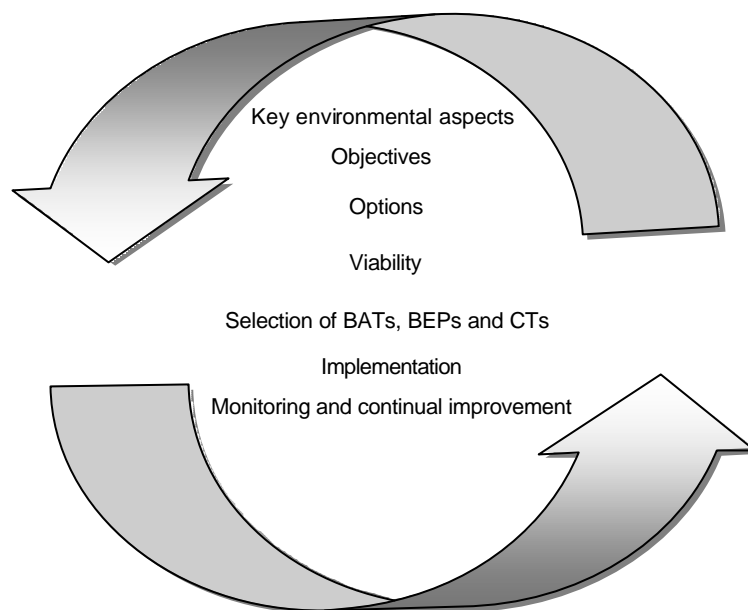 Key environmental aspects
Objectives
Options
Viability
Selection of BATs, BEPs and CTs
Implementation
Monitoring and continual improvement